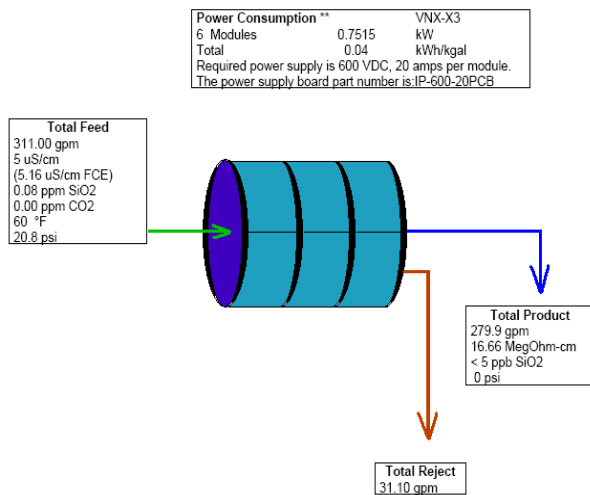 Power Consumption ** VNX-X3
6 Modules 0.7515 kW
Total 0.04 kWh/kgal
Required power supply is 600 VDC, 20 amps per module.
The power supply board part number is:IP-600-20PCB
Total Feed
311.00 gpm
5 uS/cm
(5.16 uS/cm FCE)
0.08 ppm SiO2
0.00 ppm CO2
60 °F
20.8 psi
Total Product
279.9 gpm
16.66 MegOhm-cm
< 5 ppb SiO2
0 psi
Total Reject
31.10 gpm